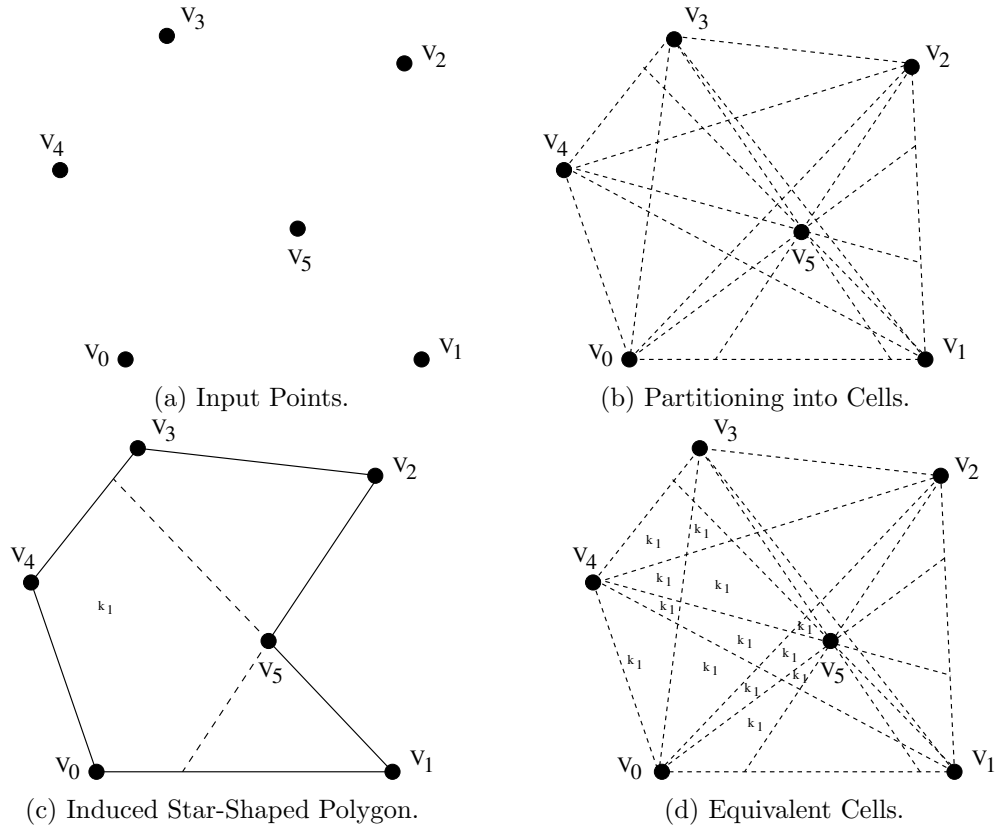 V3
V2
V4
V5
V0
V1
(a) Input Points.
V3
V2
V4
V5
V0
V1
(b) Partitioning into Cells.
V3
V2
V4
k1
V5
V0
V1
(c) Induced Star-Shaped Polygon.
V3
V2
k1
k1
V4
k1
k1
k1
k1
k1
k1
k1
k1
V5
k1
k1
k1
V0
V1
(d) Equivalent Cells.